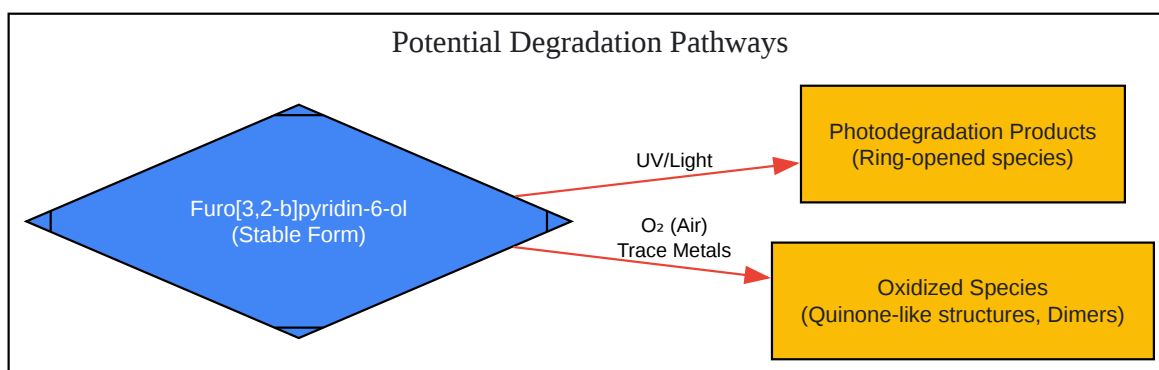 Potential Degradation Pathways
Furo[3,2-b]pyridin-6-ol
(Stable Form)
UV/Light
O₂ (Air)
Trace Metals
Photodegradation Products
(Ring-opened species)
Oxidized Species
(Quinone-like structures, Dimers)